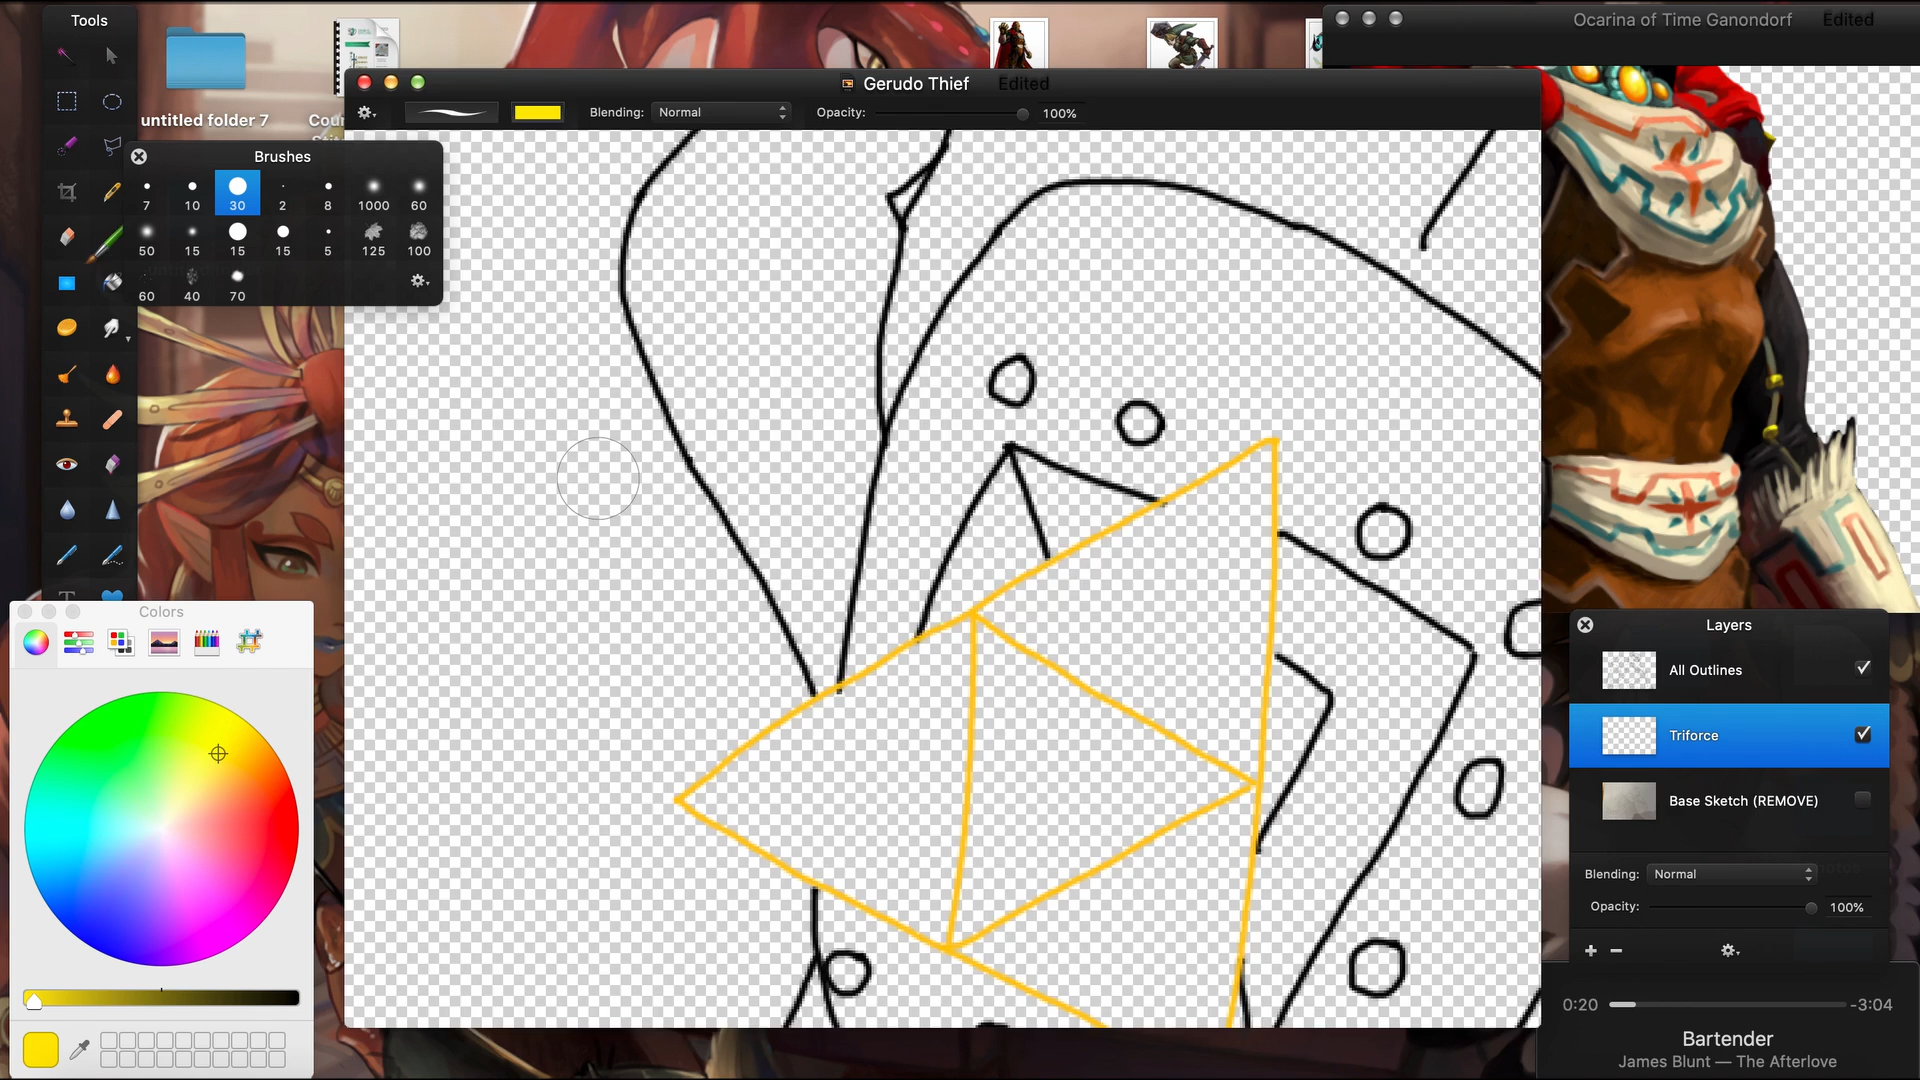 Tools
untitled folder 7
Ocarina of Time Ganondorf Edited
Gerudo Thief Edited
Blending: Normal Opacity: 100%
Brushes
7 10 30 2 8 1000 60
50 15 15 15 5 125 100
60 40 70
Colors
Layers
All Outlines
Triforce
Base Sketch (REMOVE)
Blending: Normal
Opacity: 100%
0:20 -3:04
Bartender
James Blunt — The Afterlove